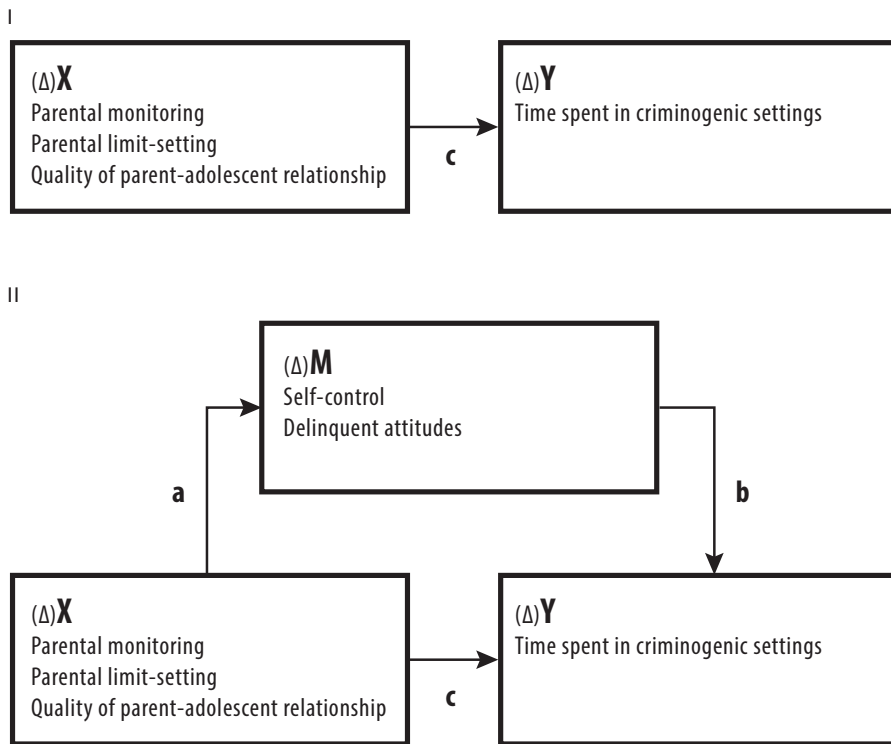 I
(Δ)X
Parental monitoring
Parental limit-setting
Quality of parent-adolescent relationship
c
(Δ)Y
Time spent in criminogenic settings
II
(Δ)M
Self-control
Delinquent attitudes
a
b
(Δ)X
Parental monitoring
Parental limit-setting
Quality of parent-adolescent relationship
c
(Δ)Y
Time spent in criminogenic settings